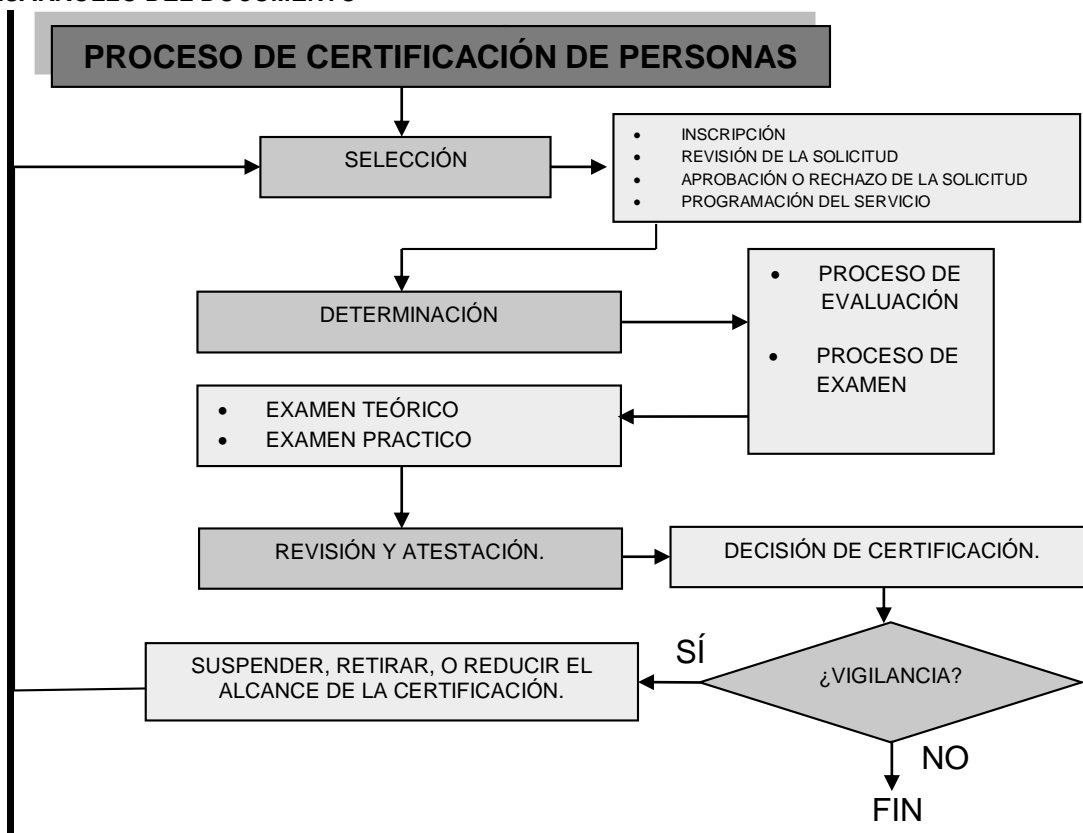 PROCESO DE CERTIFICACIÓN DE PERSONAS
SELECCIÓN
• INSCRIPCIÓN
• REVISIÓN DE LA SOLICITUD
• APROBACIÓN O RECHAZO DE LA SOLICITUD
• PROGRAMACIÓN DEL SERVICIO
DETERMINACIÓN
• PROCESO DE
EVALUACIÓN
• PROCESO DE
EXAMEN
• EXAMEN TEÓRICO
• EXAMEN PRACTICO
REVISIÓN Y ATESTACIÓN.
DECISIÓN DE CERTIFICACIÓN.
¿VIGILANCIA?
SÍ
SUSPENDER, RETIRAR, O REDUCIR EL
ALCANCE DE LA CERTIFICACIÓN.
NO
FIN